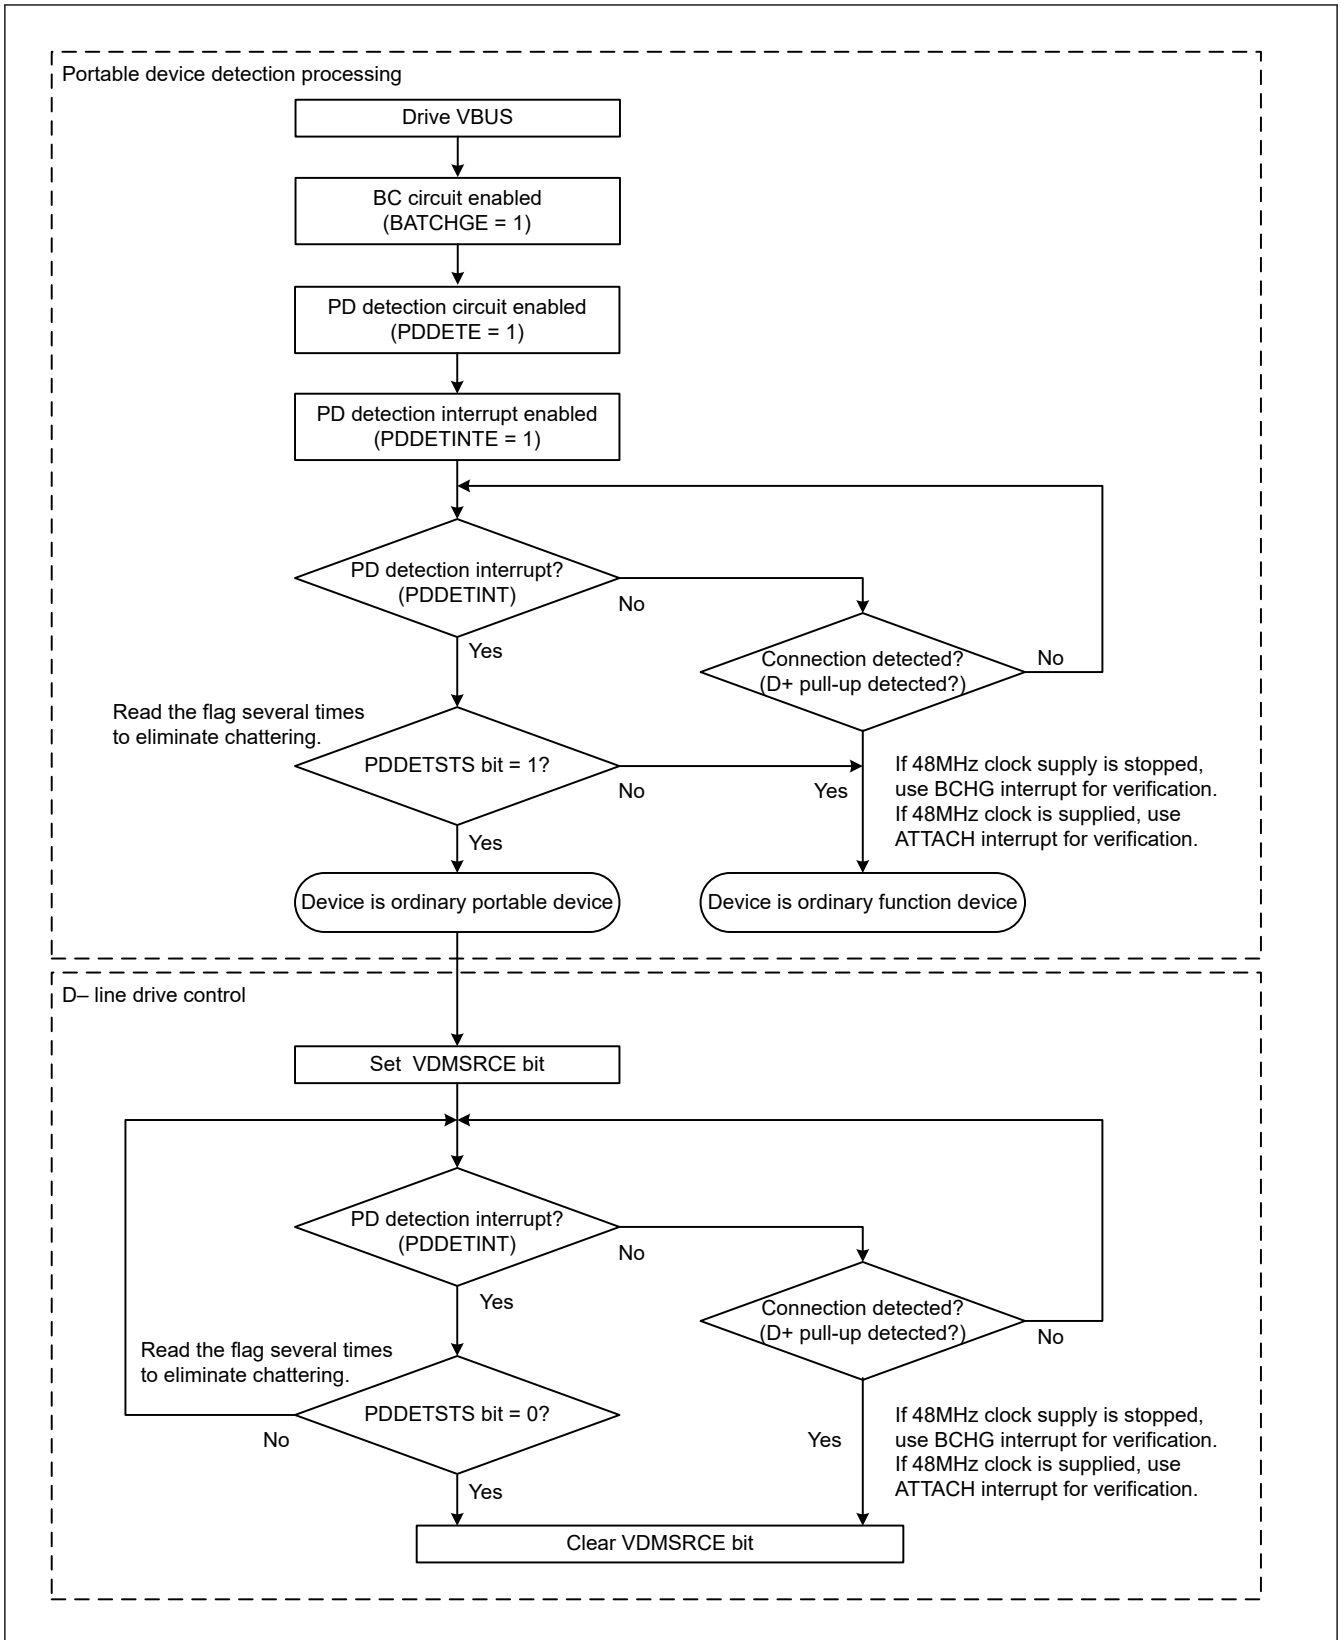 Portable device detection processing
Drive VBUS
BC circuit enabled
(BATCHGE = 1)
PD detection circuit enabled
(PDDETE = 1)
PD detection interrupt enabled
(PDDETINTE = 1)
PD detection interrupt?
(PDDETINT)
No
Yes
Connection detected?
(D+ pull-up detected?)
No
Read the flag several times
to eliminate chattering.
PDDETSTS bit = 1?
No
Yes
Yes
If 48MHz clock supply is stopped,
use BCHG interrupt for verification.
If 48MHz clock is supplied, use
ATTACH interrupt for verification.
Device is ordinary portable device
Device is ordinary function device
D– line drive control
Set  VDMSRCE bit
PD detection interrupt?
(PDDETINT)
No
Yes
Connection detected?
(D+ pull-up detected?)
No
Read the flag several times
to eliminate chattering.
PDDETSTS bit = 0?
No
Yes
Yes
If 48MHz clock supply is stopped,
use BCHG interrupt for verification.
If 48MHz clock is supplied, use
ATTACH interrupt for verification.
Clear VDMSRCE bit